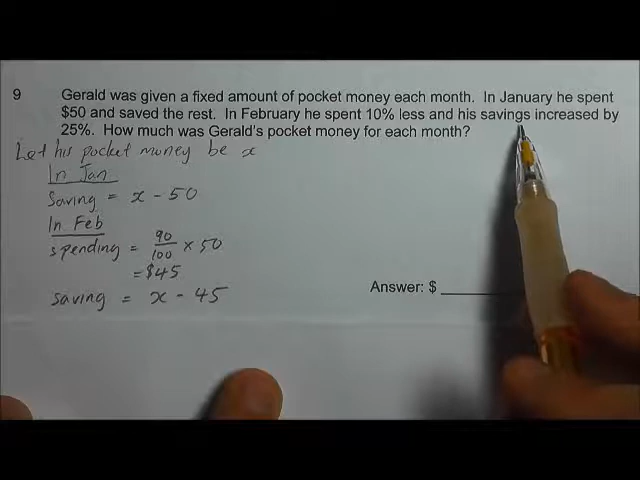 9 Gerald was given a fixed amount of pocket money each month. In January he spent
$50 and saved the rest. In February he spent 10% less and his savings increased by
25%. How much was Gerald's pocket money for each month?
Let his pocket money be x
In Jan
Saving = x - 50
In Feb
spending = 90/100 × 50
= $45
saving = x - 45
Answer: $